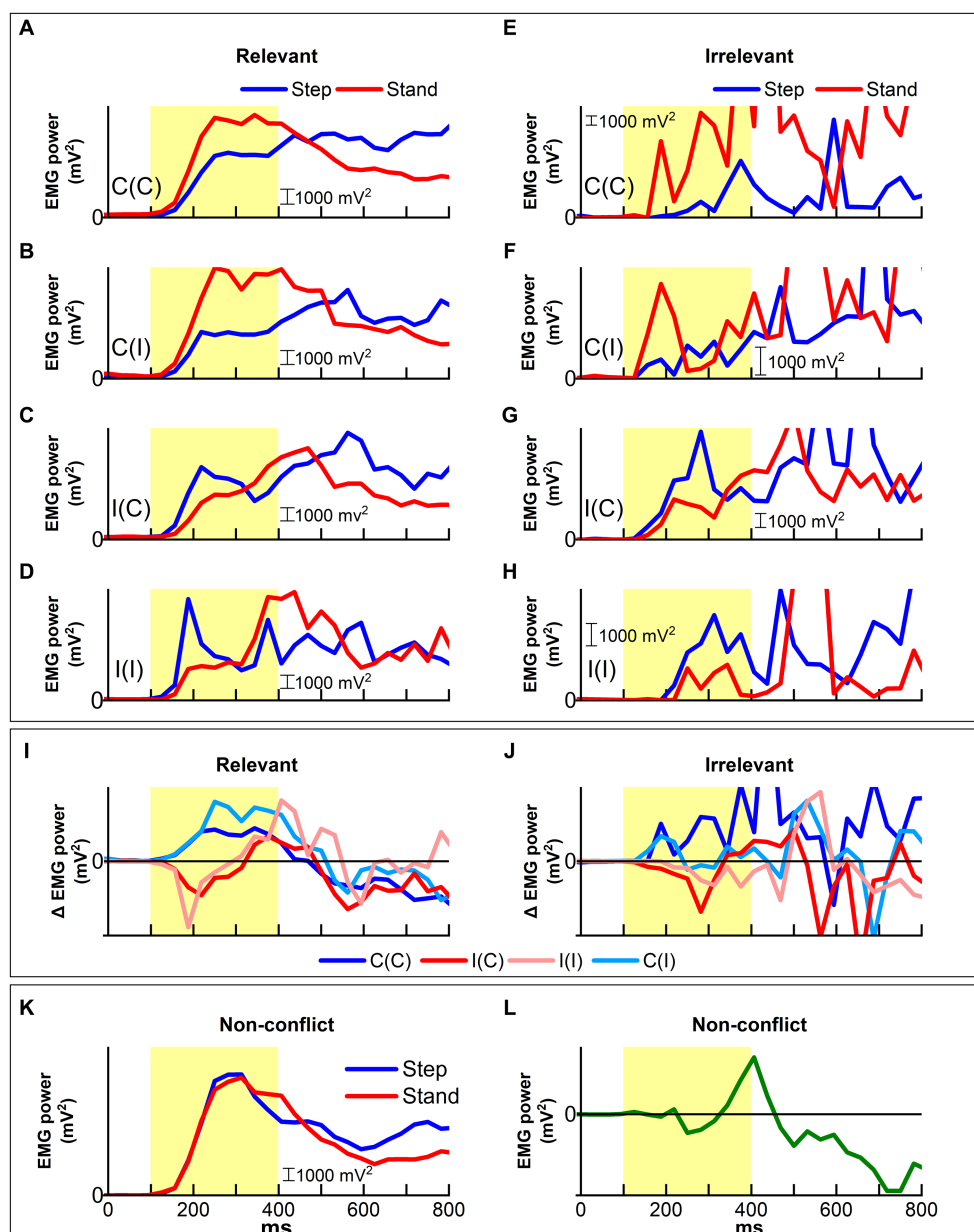 A
Relevant
Step Stand
EMG power
(mV²)
C(C)
1000 mV²
0
B
EMG power
(mV²)
C(I)
1000 mV²
0
C
EMG power
(mV²)
I(C)
1000 mV²
0
D
EMG power
(mV²)
I(I)
1000 mV²
0
E
Irrelevant
Step Stand
1000 mV²
EMG power
(mV²)
C(C)
0
F
EMG power
(mV²)
C(I)
1000 mV²
0
G
EMG power
(mV²)
I(C)
1000 mV²
0
H
EMG power
(mV²)
1000 mV²
I(I)
0
I
Relevant
Δ EMG power
(mV²)
0
J
Irrelevant
Δ EMG power
(mV²)
0
C(C) I(C) I(I) C(I)
K
Non-conflict
Step
Stand
EMG power
(mV²)
1000 mV²
0
0 200 400 600 800
ms
L
Non-conflict
EMG power
(mV²)
0
0 200 400 600 800
ms